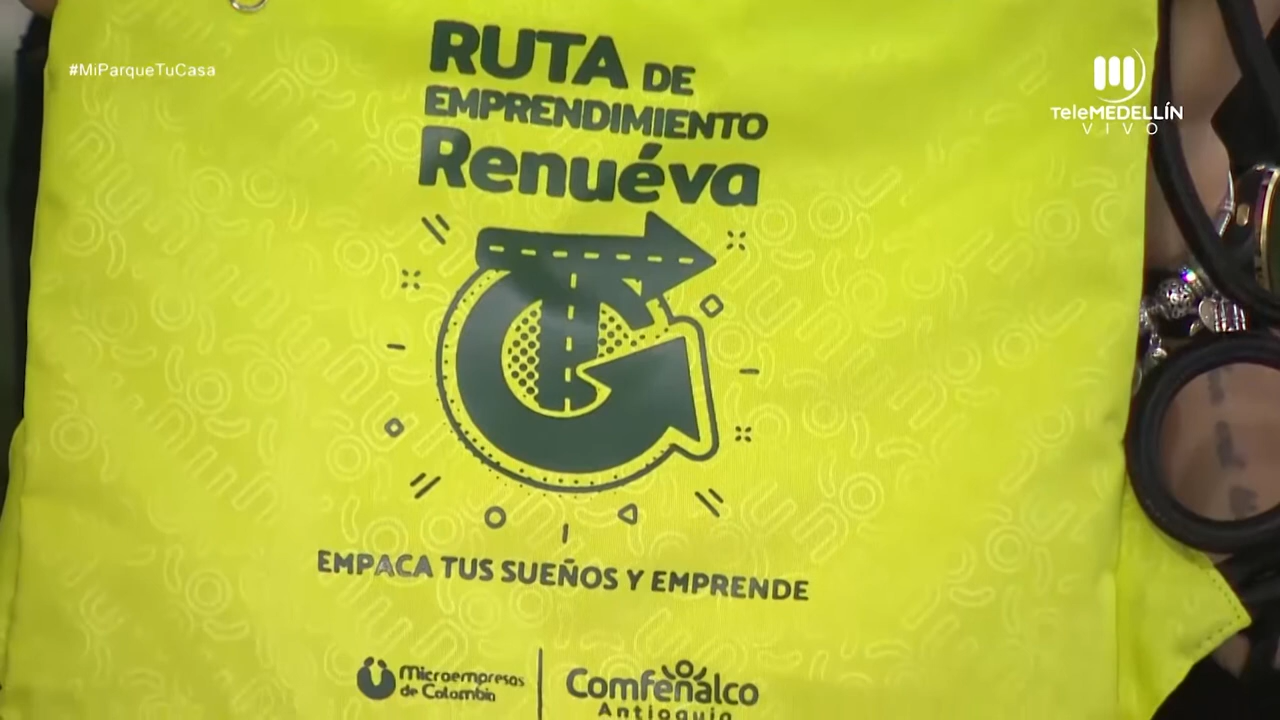 #MiParqueTuCasa
TeleMEDELLÍN
VIVO
RUTA DE
EMPRENDIMIENTO
Renuéva
EMPACA TUS SUEÑOS Y EMPRENDE
Microempresas
de Colombia
Comfenalco
Antioquia